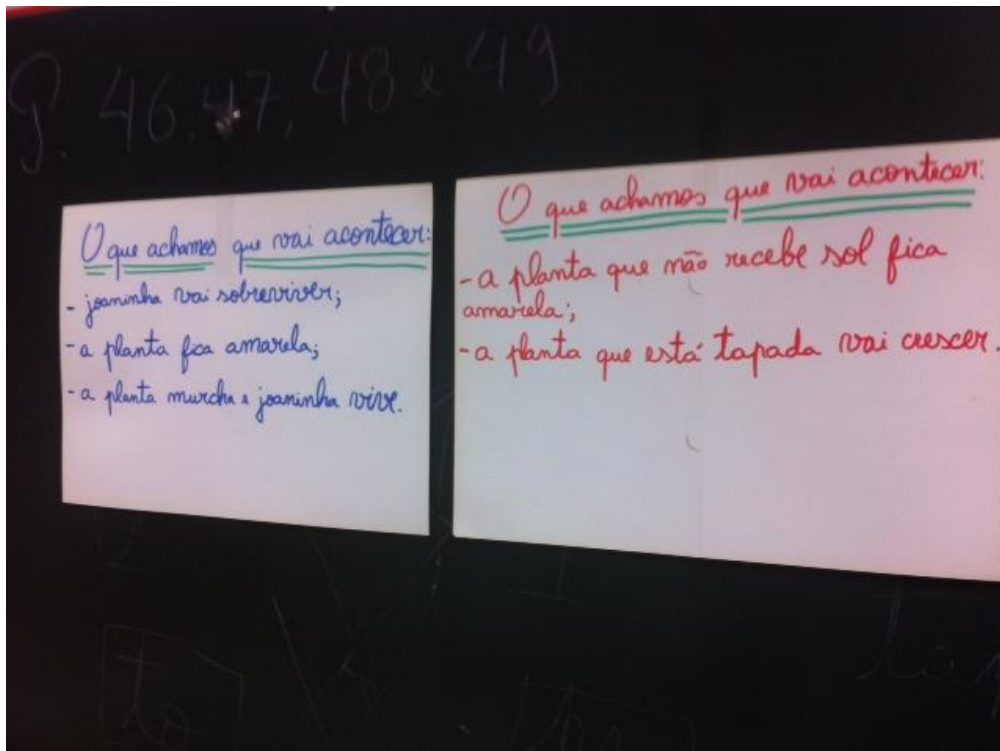 P. 46, 47, 48 e 49
O que achamos que vai acontecer:
- joaninha vai sobreviver;
- a planta fica amarela;
- a planta murcha e joaninha vive.
O que achamos que vai acontecer:
- a planta que não recebe sol fica
amarela;
- a planta que está tapada vai crescer.